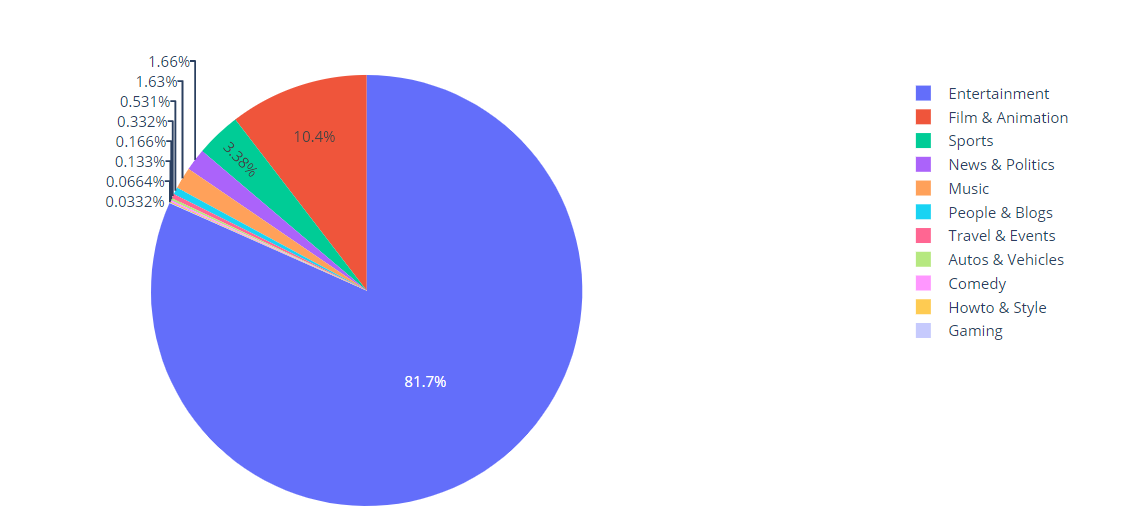 1.66%
1.63%
0.531%
0.332%
0.166%
0.133%
0.0664%
0.0332%
3.38%
10.4%
81.7%
Entertainment
Film & Animation
Sports
News & Politics
Music
People & Blogs
Travel & Events
Autos & Vehicles
Comedy
Howto & Style
Gaming